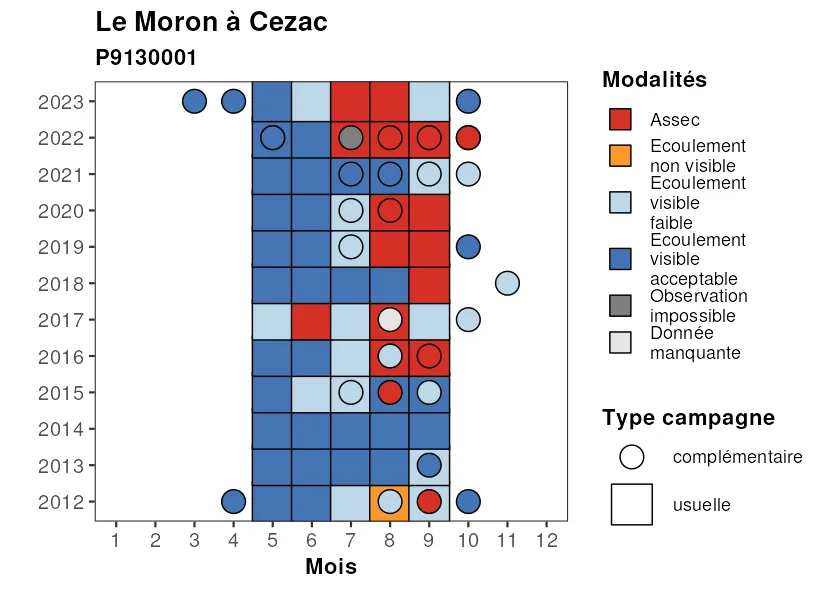 Le Moron à Cezac
P9130001
2023
2022
2021
2020
2019
2018
2017
2016
2015
2014
2013
2012
1 2 3 4 5 6 7 8 9 10 11 12
Mois
Modalités
Assec
Ecoulement
non visible
Ecoulement
visible
faible
Ecoulement
visible
acceptable
Observation
impossible
Donnée
manquante
Type campagne
complémentaire
usuelle